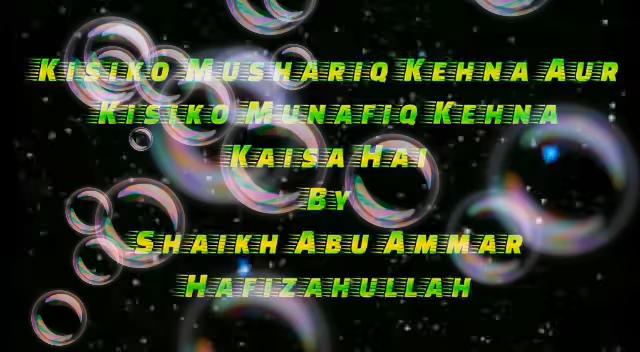 Kisiko Mushariq Kehna Aur
Kisiko Munafiq Kehna
Kaisa Hai
By
Shaikh Abu Ammar
Hafizahullah